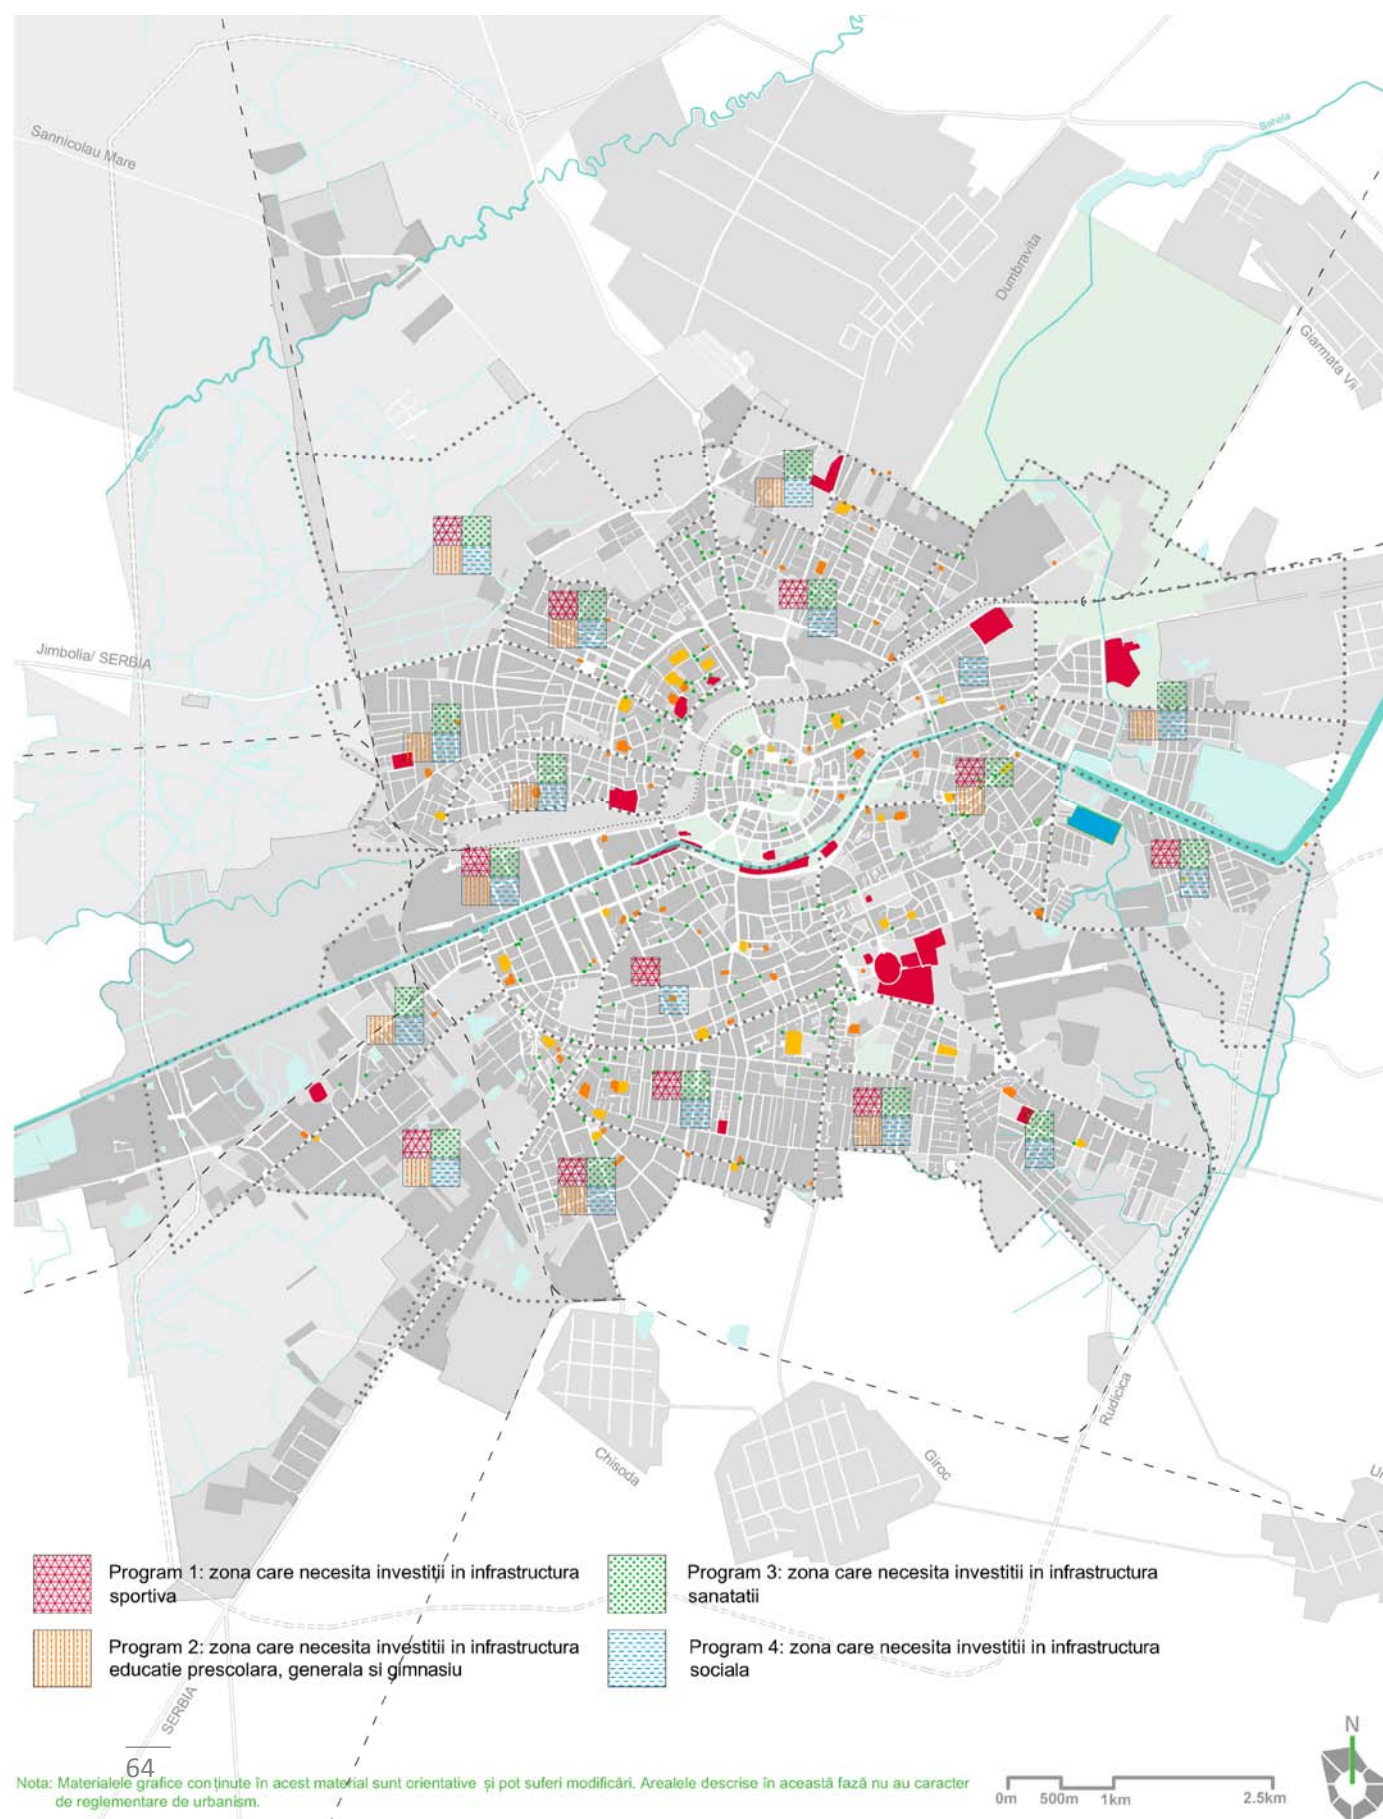 Sannicolau Mare
Behela
Dumbravita
Giarmata Vii
Jimbolia/ SERBIA
Chisoda
Giroc
Rudicica
SERBIA
Program 1: zona care necesita investitii in infrastructura
sportiva
Program 2: zona care necesita investitii in infrastructura
educatie prescolara, generala si gimnasiu
Program 3: zona care necesita investitii in infrastructura
sanatatii
Program 4: zona care necesita investitii in infrastructura
sociala
N
64
Nota: Materialele grafice conținute în acest material sunt orientative și pot suferi modificări. Arealele descrise în această fază nu au caracter
de reglementare de urbanism.
0m 500m 1km 2.5km